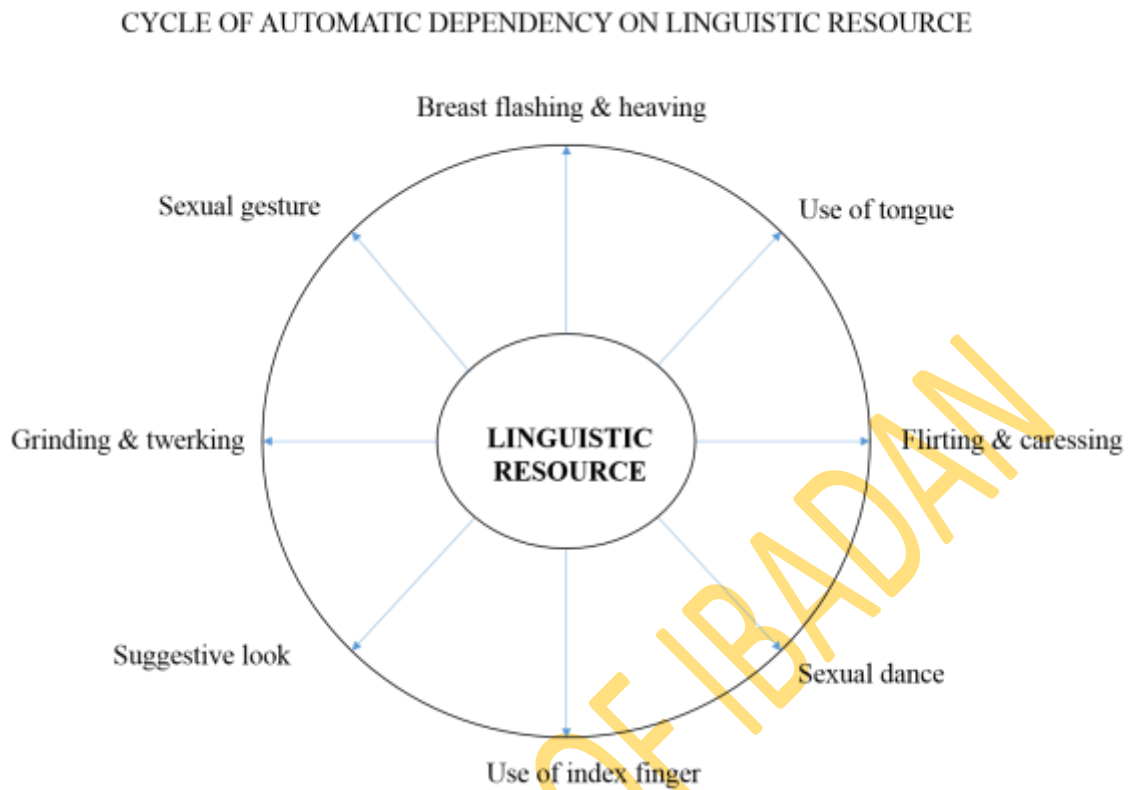 CYCLE OF AUTOMATIC DEPENDENCY ON LINGUISTIC RESOURCE
Breast flashing & heaving
Sexual gesture
Use of tongue
Grinding & twerking
LINGUISTIC
RESOURCE
Flirting & caressing
Suggestive look
Sexual dance
Use of index finger
OF IBADAN